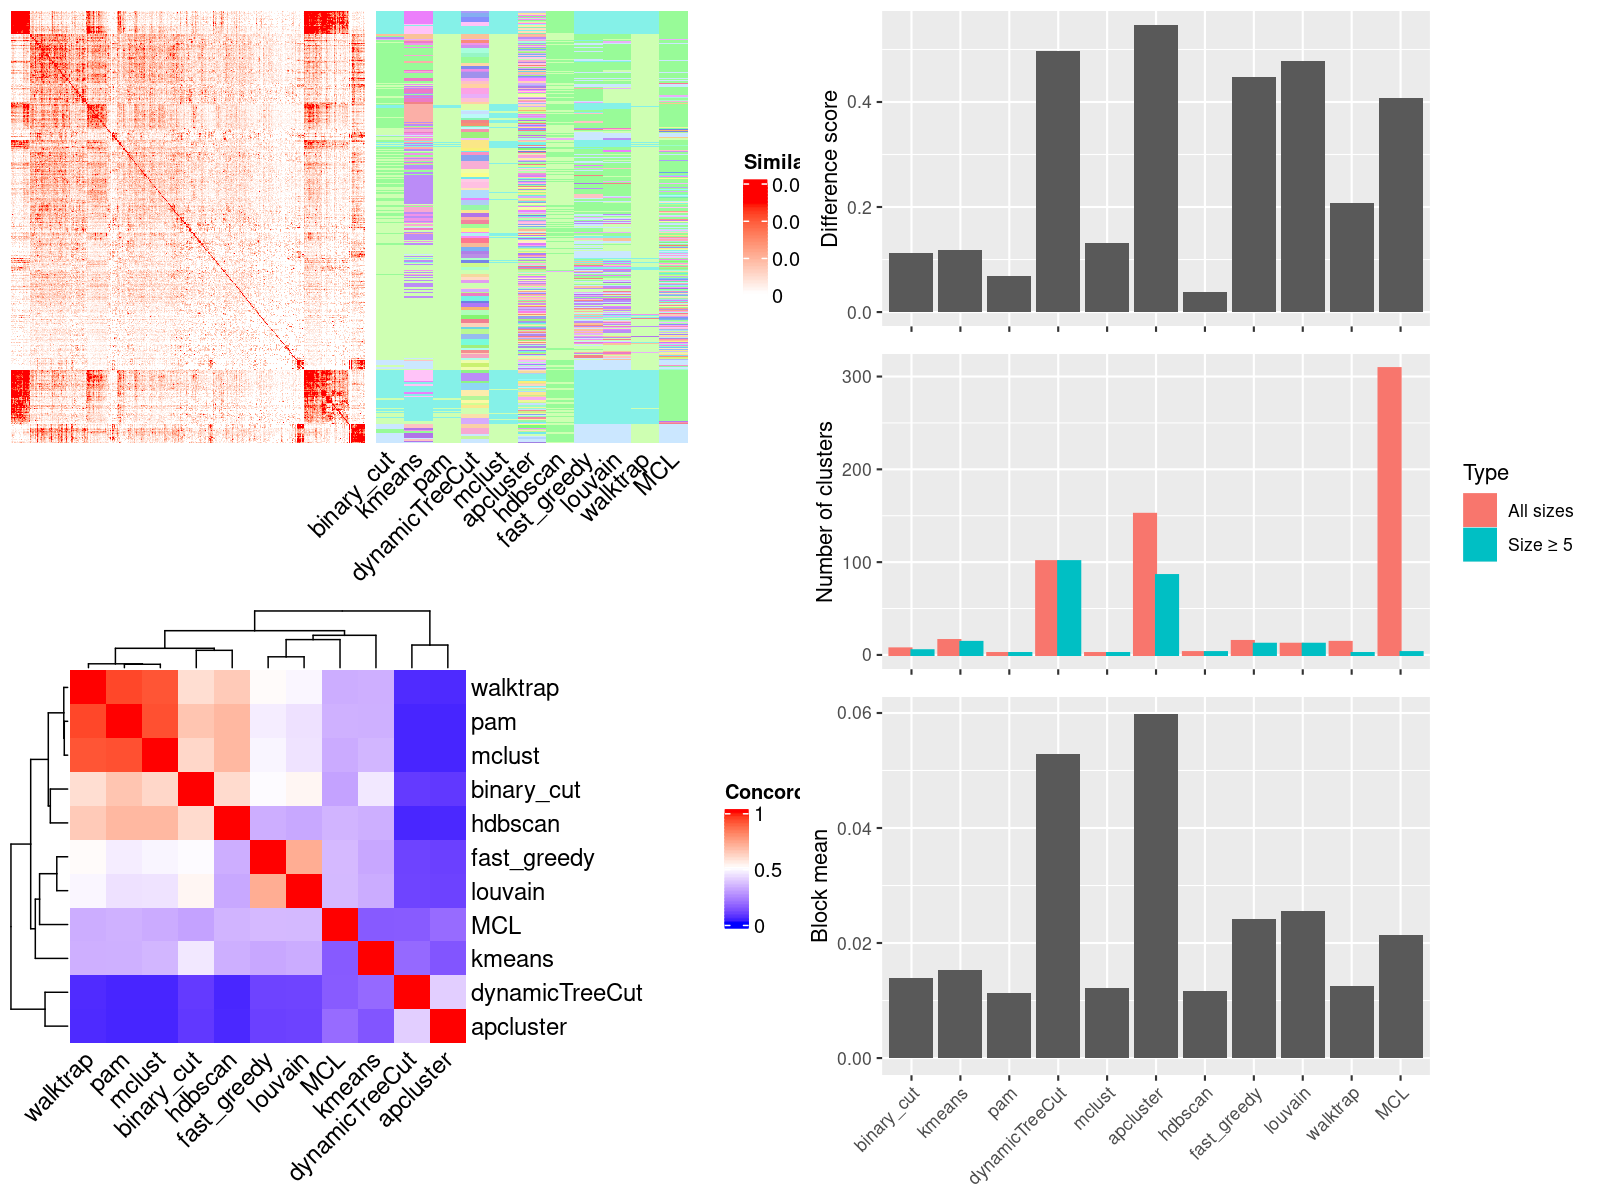 Simila
0.0
0.0
0.0
0
binary_cut
kmeans
pam
dynamicTreeCut
mclust
apcluster
hdbscan
fast_greedy
louvain
walktrap
MCL
walktrap
pam
mclust
binary_cut
hdbscan
fast_greedy
louvain
MCL
kmeans
dynamicTreeCut
apcluster
walktrap
pam
mclust
binary_cut
hdbscan
fast_greedy
louvain
MCL
kmeans
dynamicTreeCut
apcluster
Concord
1
0.5
0
Difference score
0.4
0.2
0.0
Number of clusters
300
200
100
0
Type
All sizes
Size ≥ 5
Block mean
0.06
0.04
0.02
0.00
binary_cut
kmeans
pam
dynamicTreeCut
mclust
apcluster
hdbscan
fast_greedy
louvain
walktrap
MCL